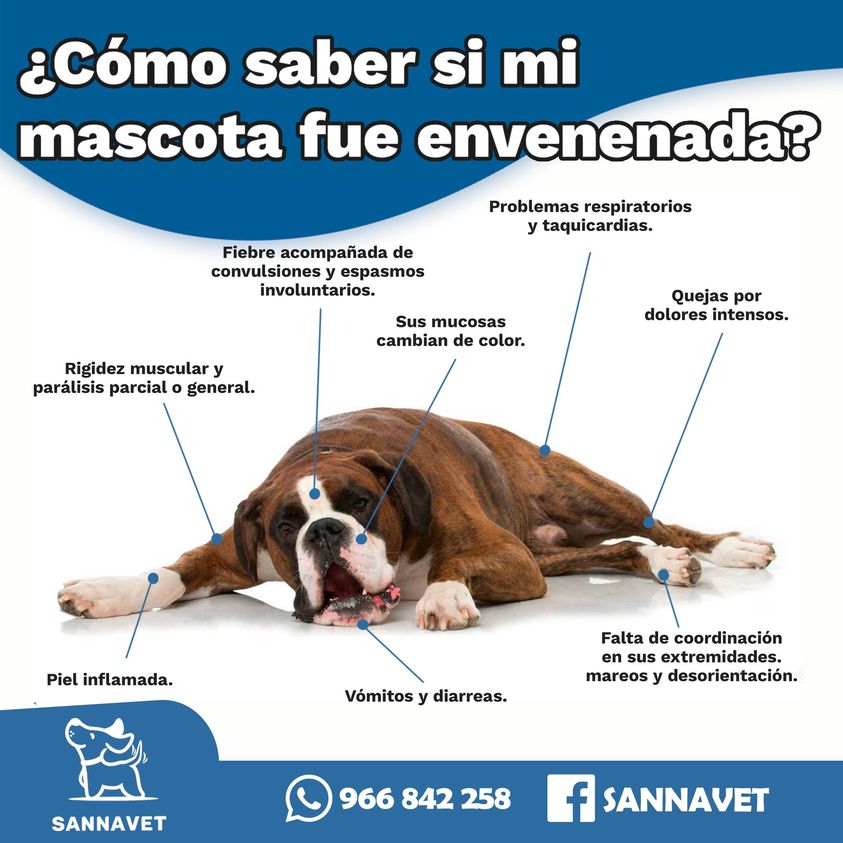 ¿Cómo saber si mi
mascota fue envenenada?
Problemas respiratorios
y taquicardias.
Fiebre acompañada de
convulsiones y espasmos
involuntarios.
Quejas por
dolores intensos.
Sus mucosas
cambian de color.
Rigidez muscular y
parálisis parcial o general.
Falta de coordinación
en sus extremidades.
mareos y desorientación.
Piel inflamada.
Vómitos y diarreas.
SANNAVET
966 842 258
SANNAVET